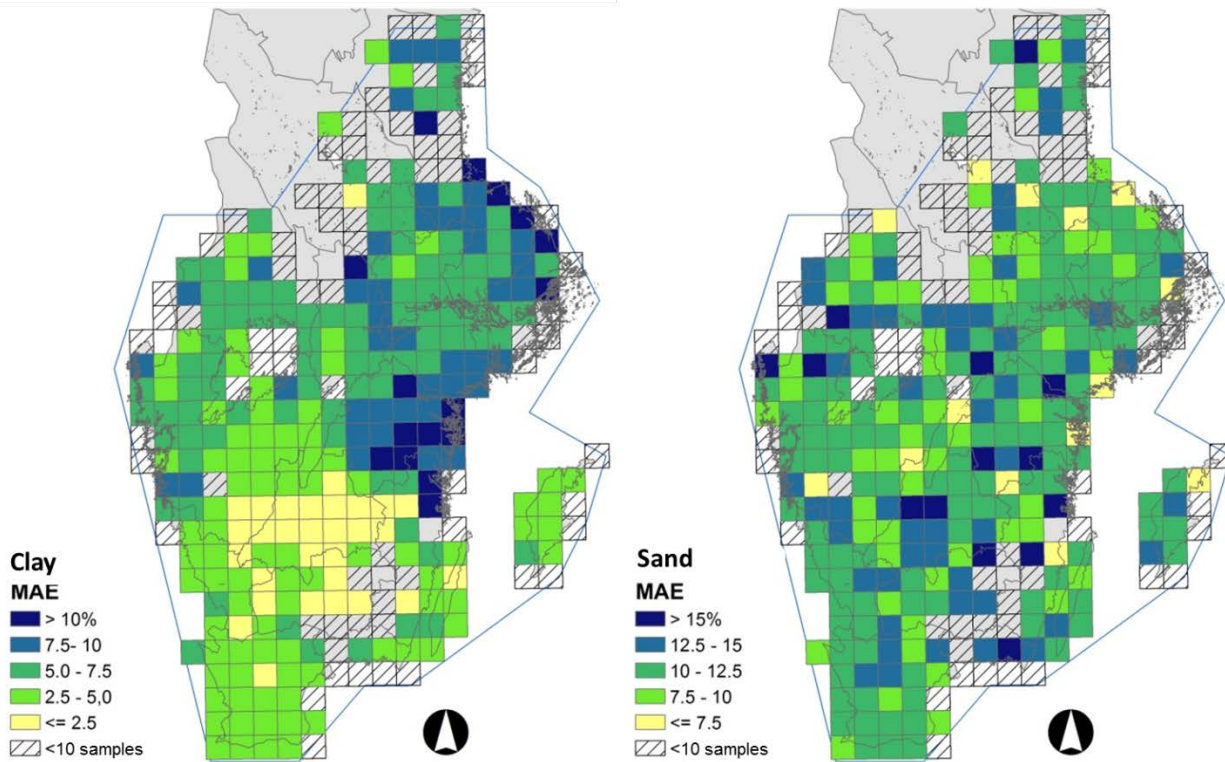 Clay
MAE
> 10%
7.5- 10
5.0 - 7.5
2.5 - 5,0
<= 2.5
<10 samples
Sand
MAE
> 15%
12.5 - 15
10 - 12.5
7.5 - 10
<= 7.5
<10 samples